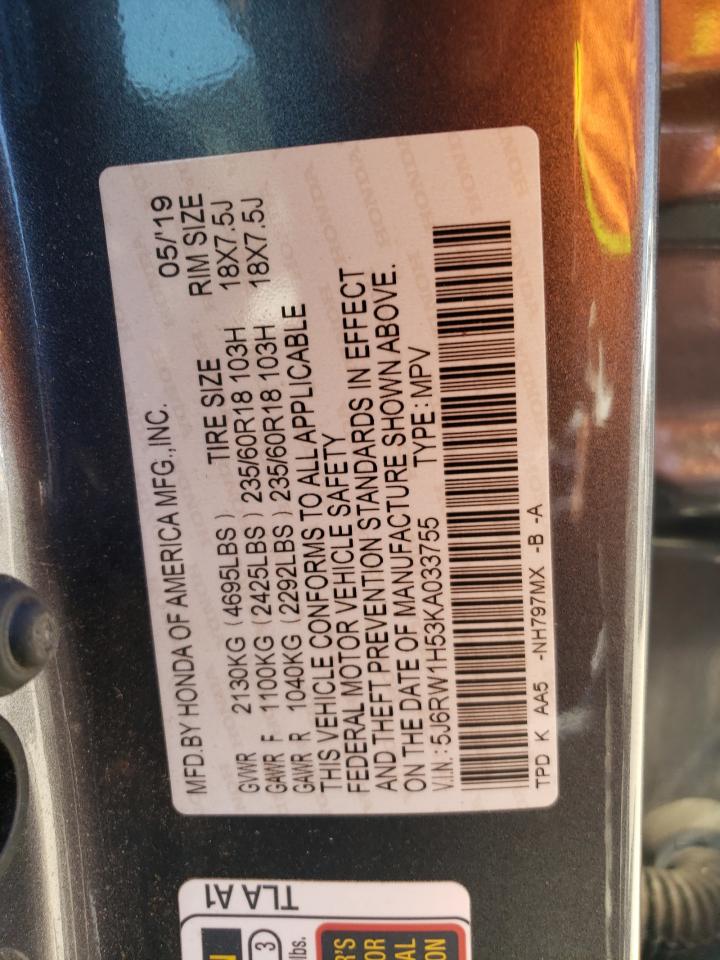 MFD.BY HONDA OF AMERICA MFG.,INC. 05/'19
TIRE SIZE RIM SIZE
GVWR 2130KG (4695LBS)
GAWR F 1100KG (2425LBS) 235/60R18 103H 18X7.5J
GAWR R 1040KG (2292LBS) 235/60R18 103H 18X7.5J
THIS VEHICLE CONFORMS TO ALL APPLICABLE
FEDERAL MOTOR VEHICLE SAFETY
AND THEFT PREVENTION STANDARDS IN EFFECT
ON THE DATE OF MANUFACTURE SHOWN ABOVE.
V.I.N.: 5J6RW1H53KA033755 TYPE: MPV
TPD K AA5 -NH797MX -B -A
TLA A1
3
lbs.